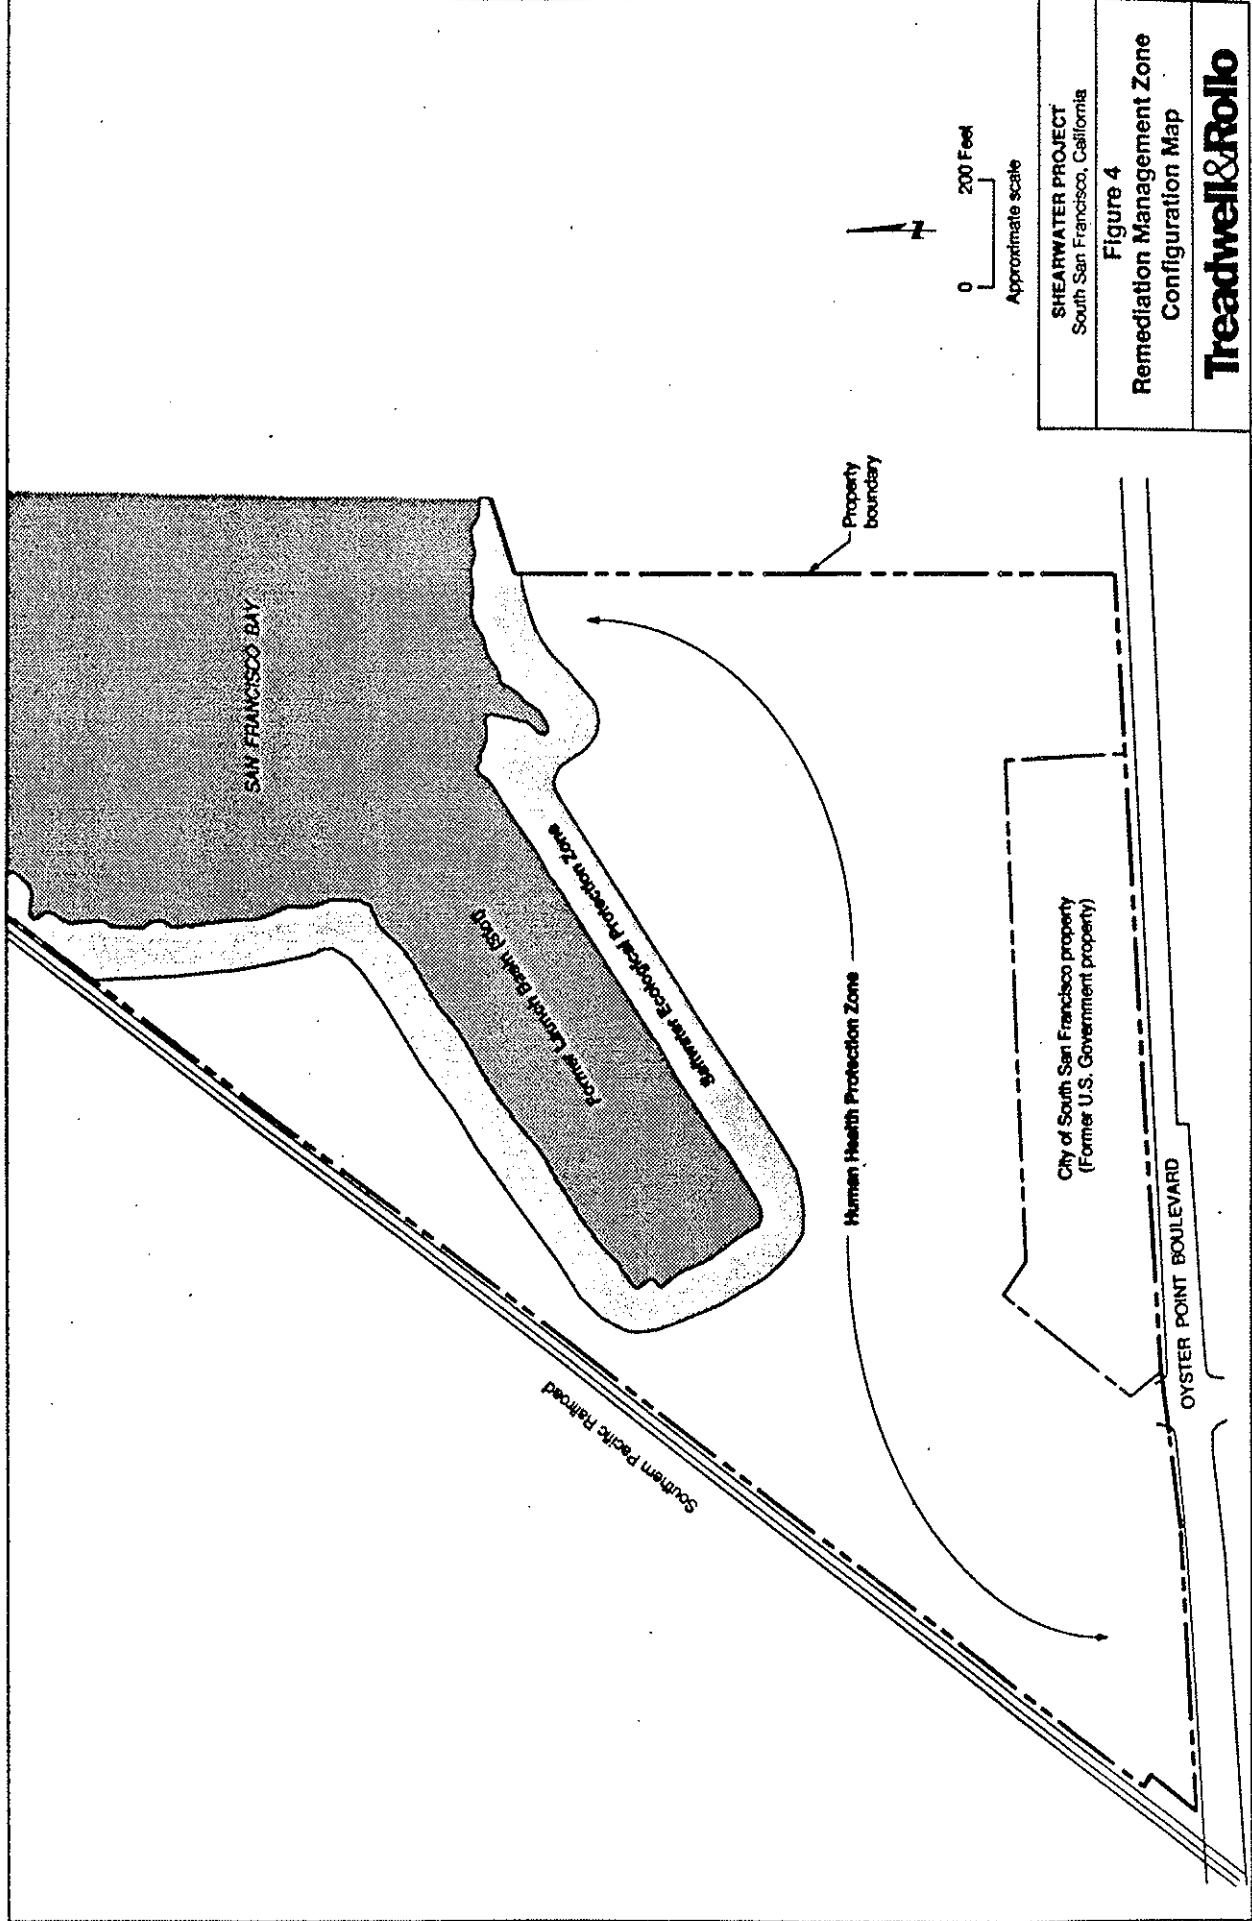 SAN FRANCISCO BAY
Former Launch Basin (Slot)
Saltwater Ecological Protection Zone
Southern Pacific Railroad
Human Health Protection Zone
Property
boundary
City of South San Francisco property
(Former U.S. Government property)
OYSTER POINT BOULEVARD
N
0 200 Feet
Approximate scale
SHEARWATER PROJECT
South San Francisco, California
Figure 4
Remediation Management Zone
Configuration Map
Treadwell&Rollo